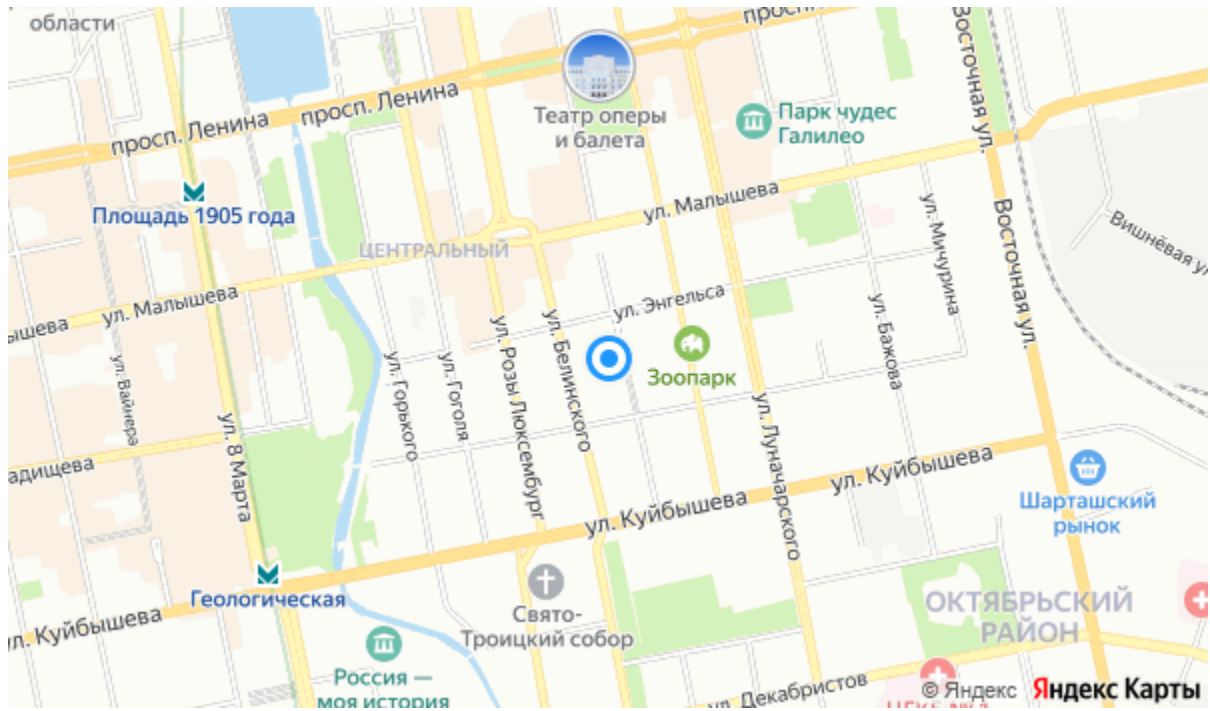 области
просп.
просп. Ленина
просп. Ленина
Восточная ул.
Театр оперы
и балета
Парк чудес
Галилео
Площадь 1905 года
ул. Малышева
ЦЕНТРАЛЬНЫЙ
ул. Мичурина
Восточная ул.
Вишнёвая ул.
ул. Малышева
ул. Энгельса
ул. Вайнера
ул. Горького
ул. Гоголя
ул. Розы Люксембург
ул. Белинского
Зоопарк
ул. Бажова
ул. 8 Марта
ул. Луначарского
ул. Куйбышева
ул. Куйбышева
Шарташский
рынок
Геологическая
ул. Куйбышева
Свято-
Троицкий собор
ОКТЯБРЬСКИЙ
РАЙОН
Россия —
моя история
ул. Декабристов
© Яндекс Яндекс Карты